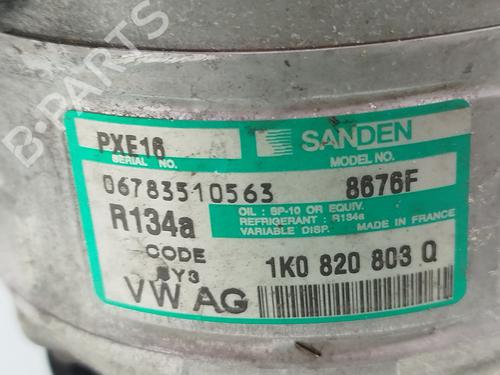 B-PARTS
PXE16
SERIAL NO.
SANDEN
MODEL NO.
06783510563
8676F
R134a
OIL : SP-10 OR EQUIV.
REFRIGERANT : R134a
VARIABLE DISP. MADE IN FRANCE
CODE
1K0 820 803 Q
VW AG